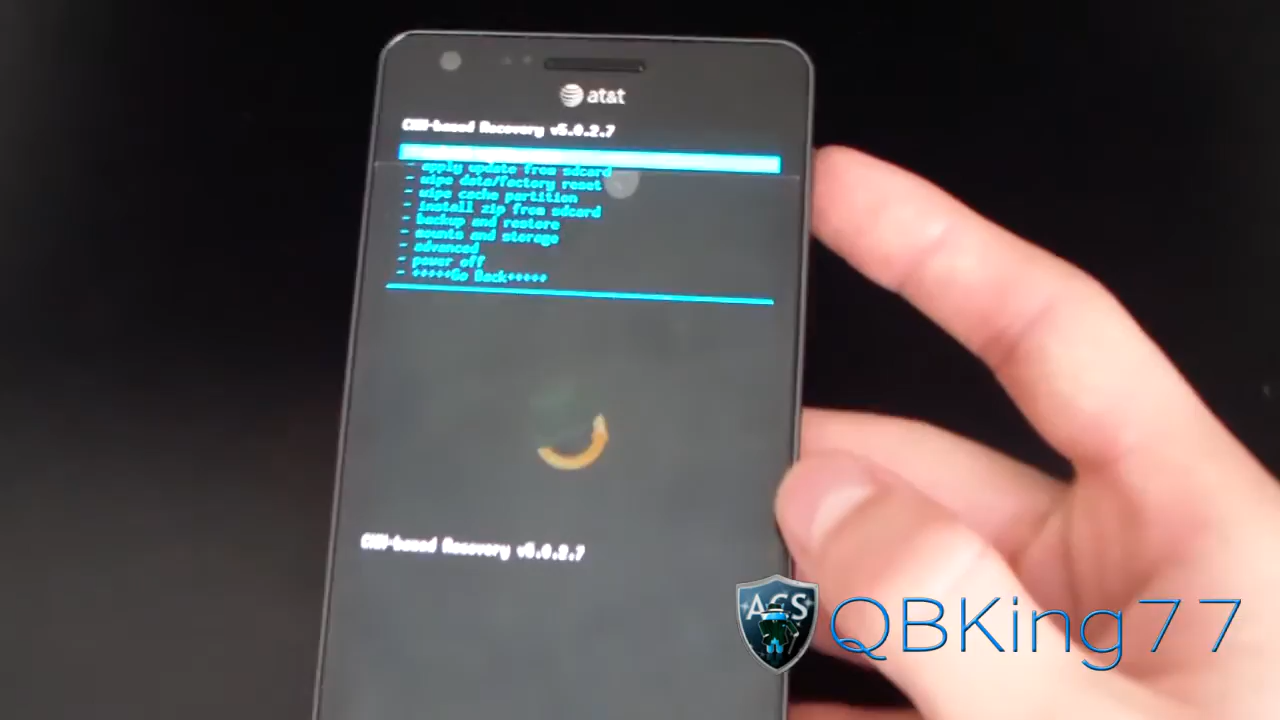 at&t
CWM-based Recovery v5.0.2.7
- apply update from sdcard
- wipe data/factory reset
- wipe cache partition
- install zip from sdcard
- backup and restore
- mounts and storage
- advanced
- power off
- +++++Go Back+++++
CWM-based Recovery v5.0.2.7
ACS
QBKing77